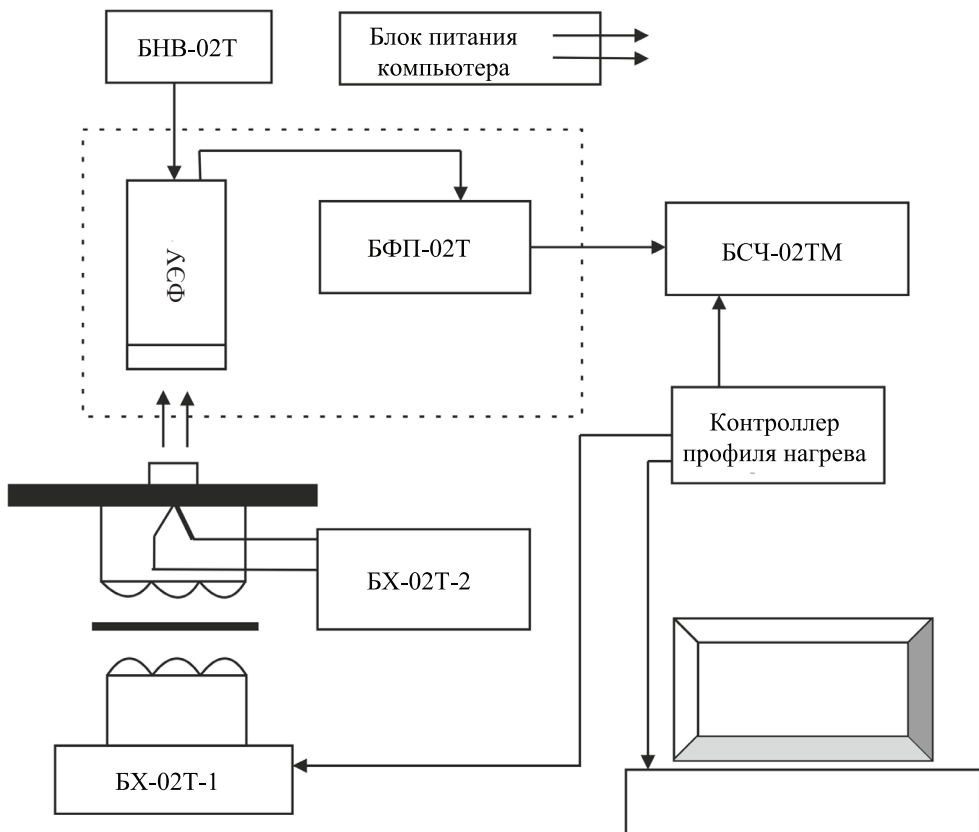 БНВ-02Т
Блок питания
компьютера
ФЭУ
БФП-02Т
БСЧ-02ТМ
Контроллер
профиля нагрева
БХ-02Т-2
БХ-02Т-1